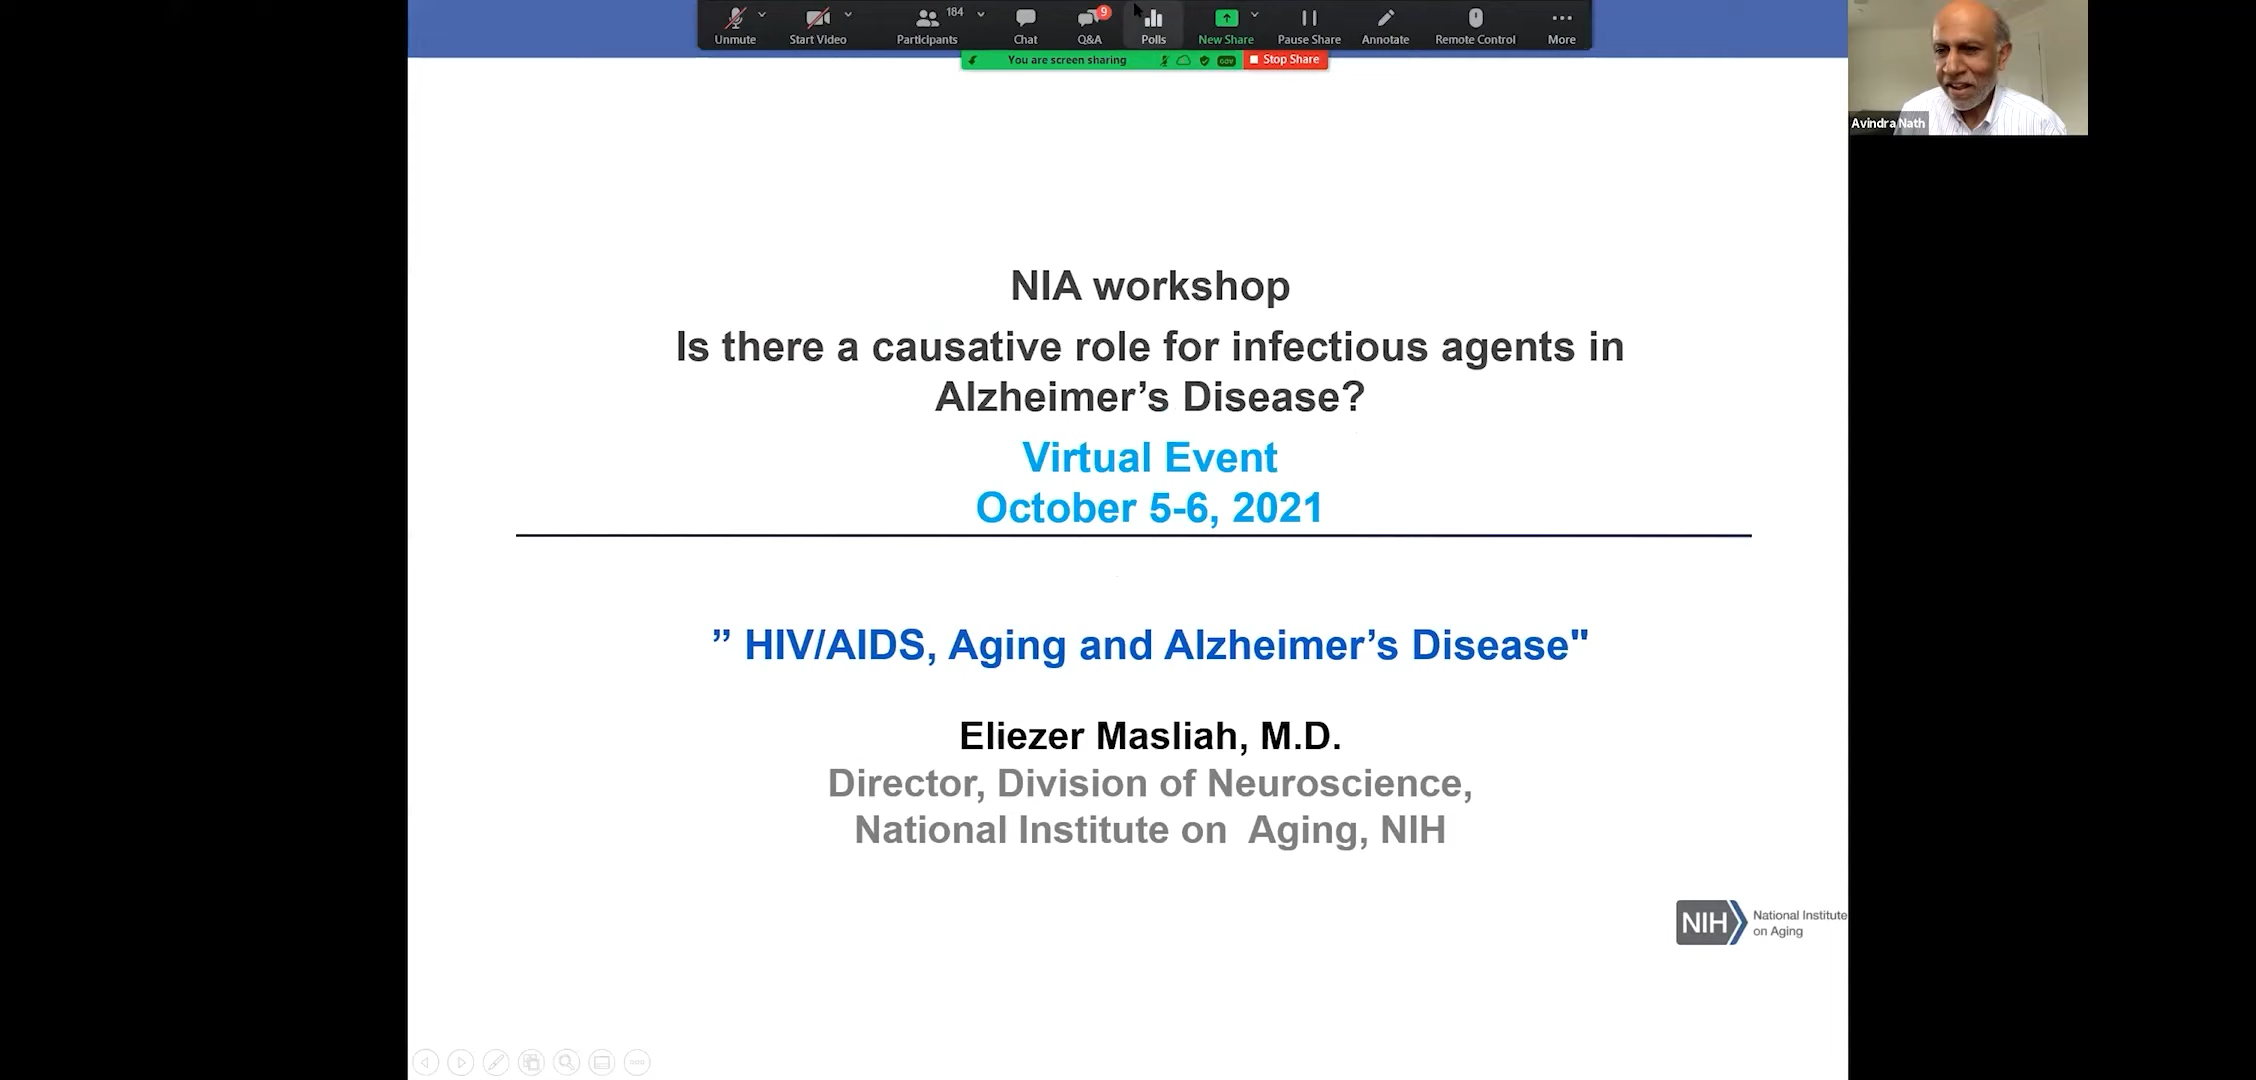 184
9
Unmute
Start Video
Participants
Chat
Q&A
Polls
New Share
Pause Share
Annotate
Remote Control
More
You are screen sharing
GOV
Stop Share
Avindra Nath
NIA workshop
Is there a causative role for infectious agents in
Alzheimer’s Disease?
Virtual Event
October 5-6, 2021
” HIV/AIDS, Aging and Alzheimer’s Disease"
Eliezer Masliah, M.D.
Director, Division of Neuroscience,
National Institute on  Aging, NIH
NIH
National Institute
on Aging